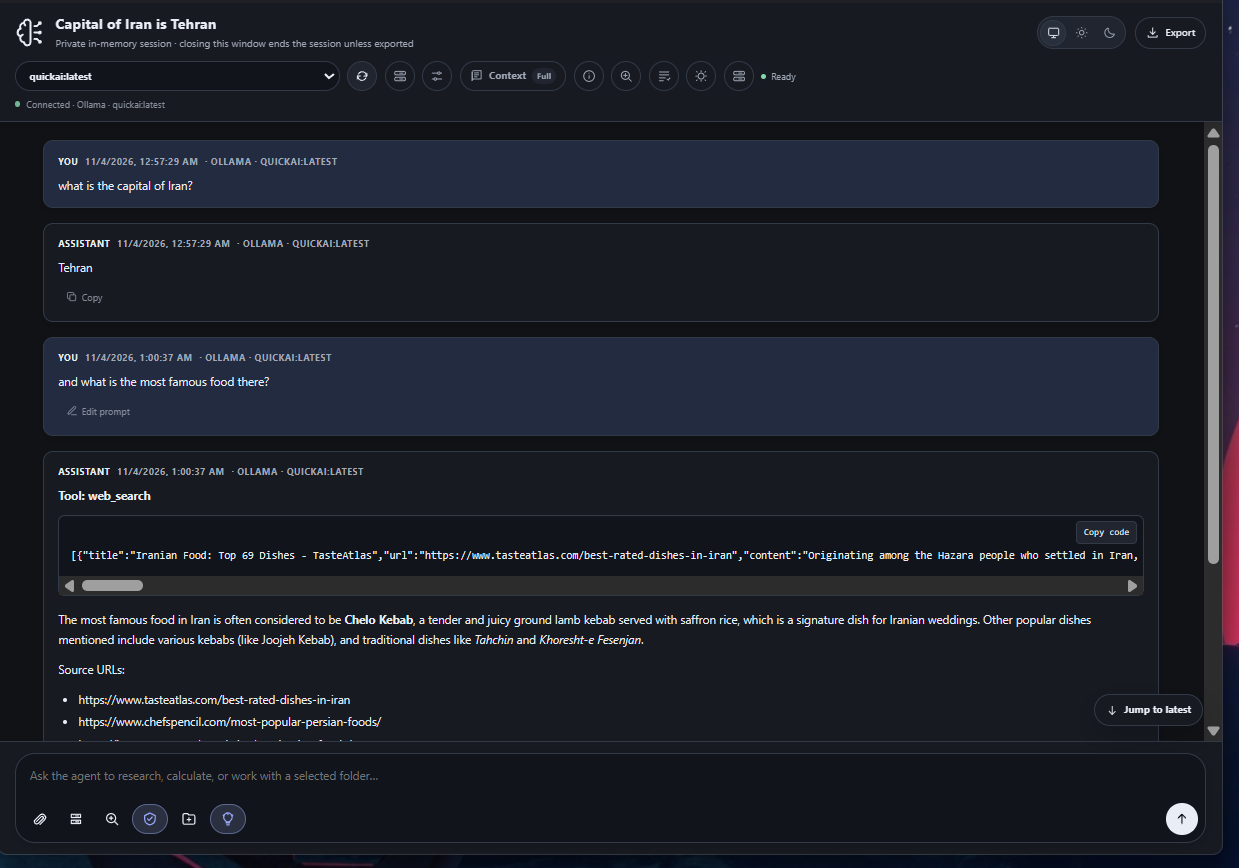 Capital of Iran is Tehran
Private in-memory session · closing this window ends the session unless exported
Export
quickai:latest
Context Full
Ready
Connected · Ollama · quickai:latest
YOU 11/4/2026, 12:57:29 AM · OLLAMA · QUICKAI:LATEST
what is the capital of Iran?
ASSISTANT 11/4/2026, 12:57:29 AM · OLLAMA · QUICKAI:LATEST
Tehran
Copy
YOU 11/4/2026, 1:00:37 AM · OLLAMA · QUICKAI:LATEST
and what is the most famous food there?
Edit prompt
ASSISTANT 11/4/2026, 1:00:37 AM · OLLAMA · QUICKAI:LATEST
Tool: web_search
Copy code
[{"title":"Iranian Food: Top 69 Dishes - TasteAtlas","url":"https://www.tasteatlas.com/best-rated-dishes-in-iran","content":"Originating among the Hazara people who settled in Iran,
The most famous food in Iran is often considered to be Chelo Kebab, a tender and juicy ground lamb kebab served with saffron rice, which is a signature dish for Iranian weddings. Other popular dishes
mentioned include various kebabs (like Joojeh Kebab), and traditional dishes like Tahchin and Khoresht-e Fesenjan.
Source URLs:
• https://www.tasteatlas.com/best-rated-dishes-in-iran
• https://www.chefspencil.com/most-popular-persian-foods/
Jump to latest
Ask the agent to research, calculate, or work with a selected folder...